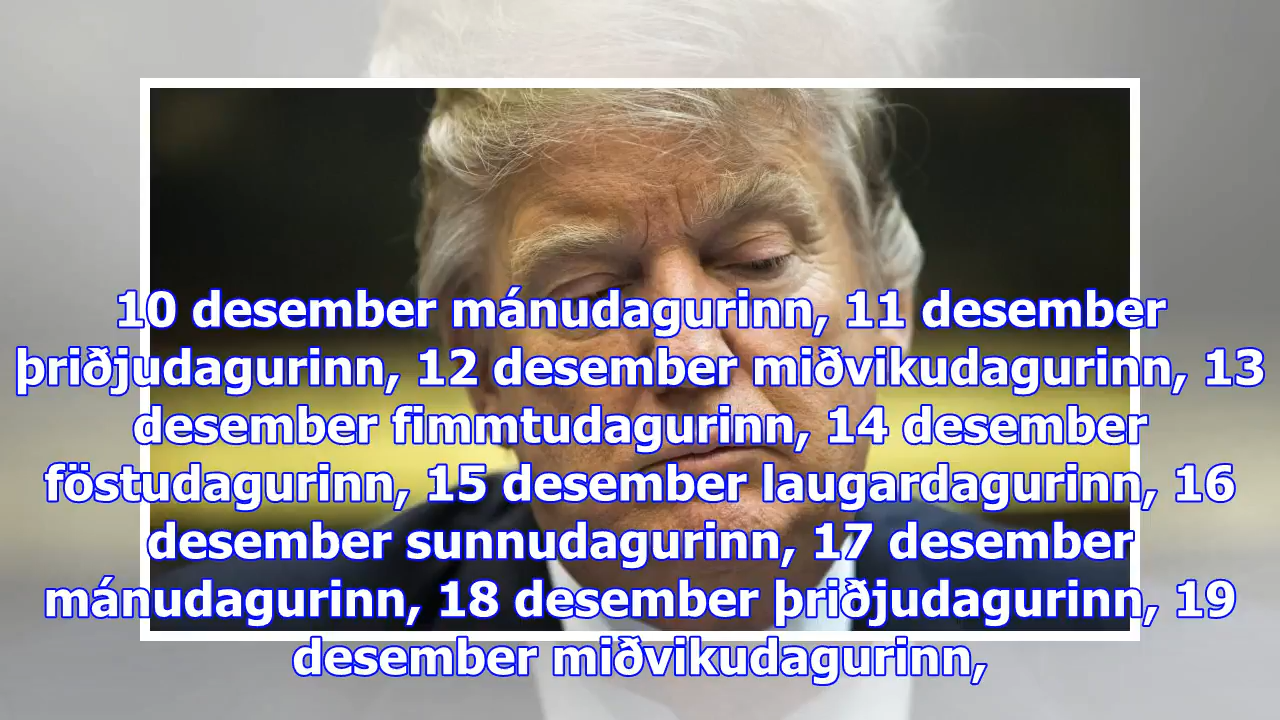 10 desember mánudagurinn, 11 desember
þriðjudagurinn, 12 desember miðvikudagurinn, 13
desember fimmtudagurinn, 14 desember
föstudagurinn, 15 desember laugardagurinn, 16
desember sunnudagurinn, 17 desember
mánudagurinn, 18 desember þriðjudagurinn, 19
desember miðvikudagurinn,